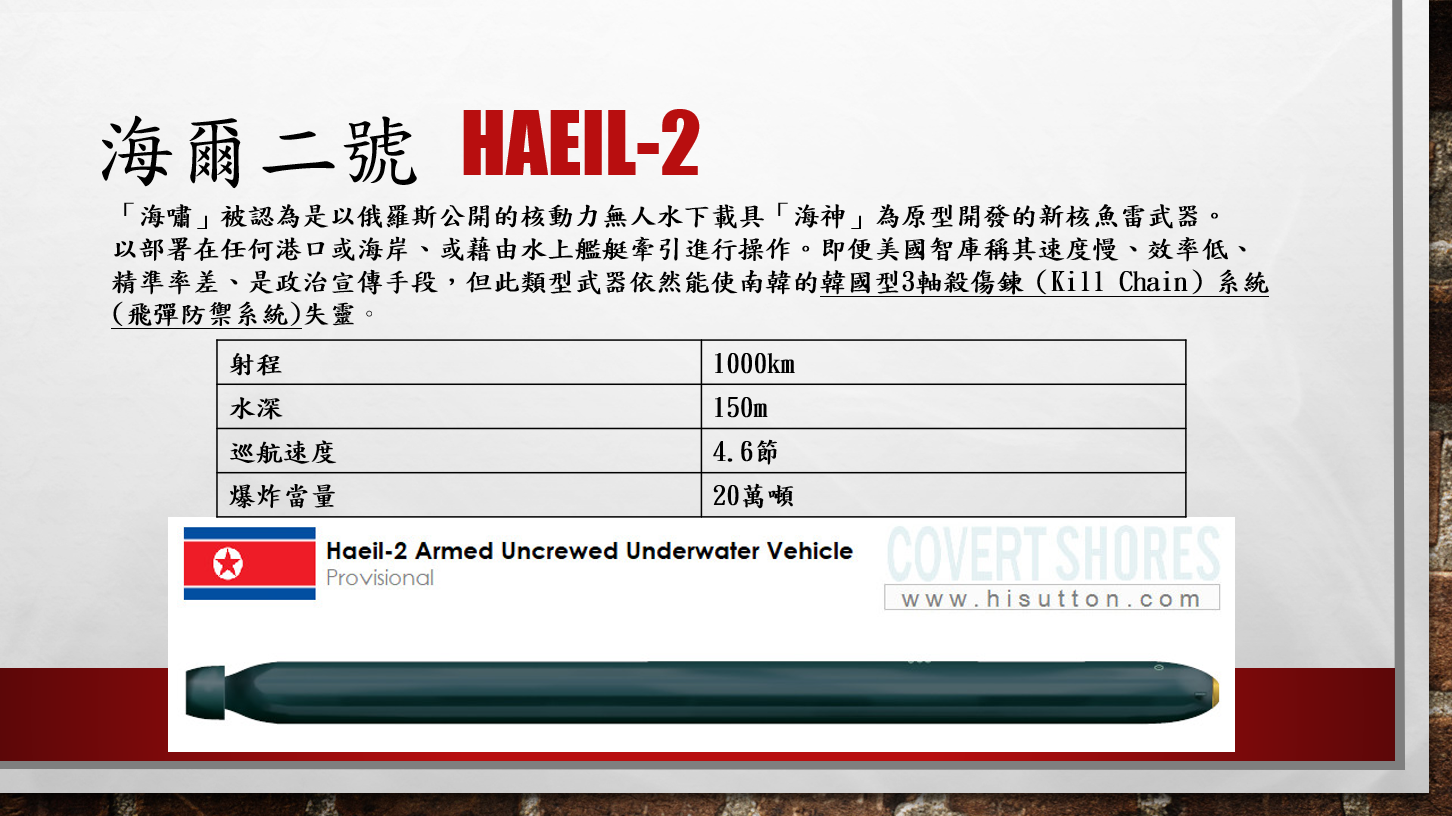 海爾二號 HAEIL-2
「海嘯」被認為是以俄羅斯公開的核動力無人水下載具「海神」為原型開發的新核魚雷武器。
以部署在任何港口或海岸、或藉由水上艦艇牽引進行操作。即便美國智庫稱其速度慢、效率低、
精準率差、是政治宣傳手段，但此類型武器依然能使南韓的韓國型3軸殺傷鍊 (Kill Chain) 系統
(飛彈防禦系統)失靈。
射程 1000km
水深 150m
巡航速度 4.6節
爆炸當量 20萬噸
Haeil-2 Armed Uncrewed Underwater Vehicle
Provisional
COVERT SHORES
www.hisutton.com